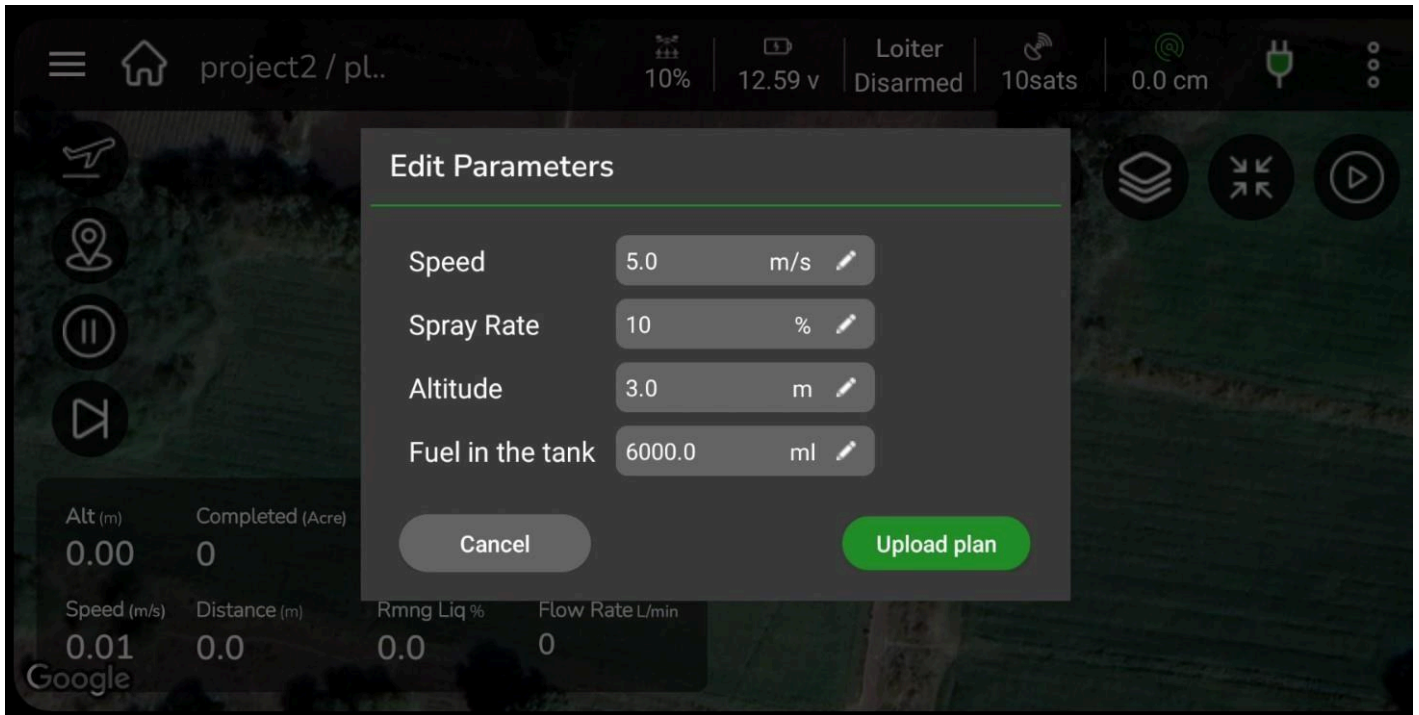 project2 / pl..
10%
12.59 v
Loiter
Disarmed
10sats
0.0 cm
Edit Parameters
Speed 5.0 m/s
Spray Rate 10 %
Altitude 3.0 m
Fuel in the tank 6000.0 ml
Cancel Upload plan
Alt (m) Completed (Acre)
0.00 0
Speed (m/s) Distance (m) Rmng Liq % Flow Rate L/min
0.01 0.0 0.0 0
Google